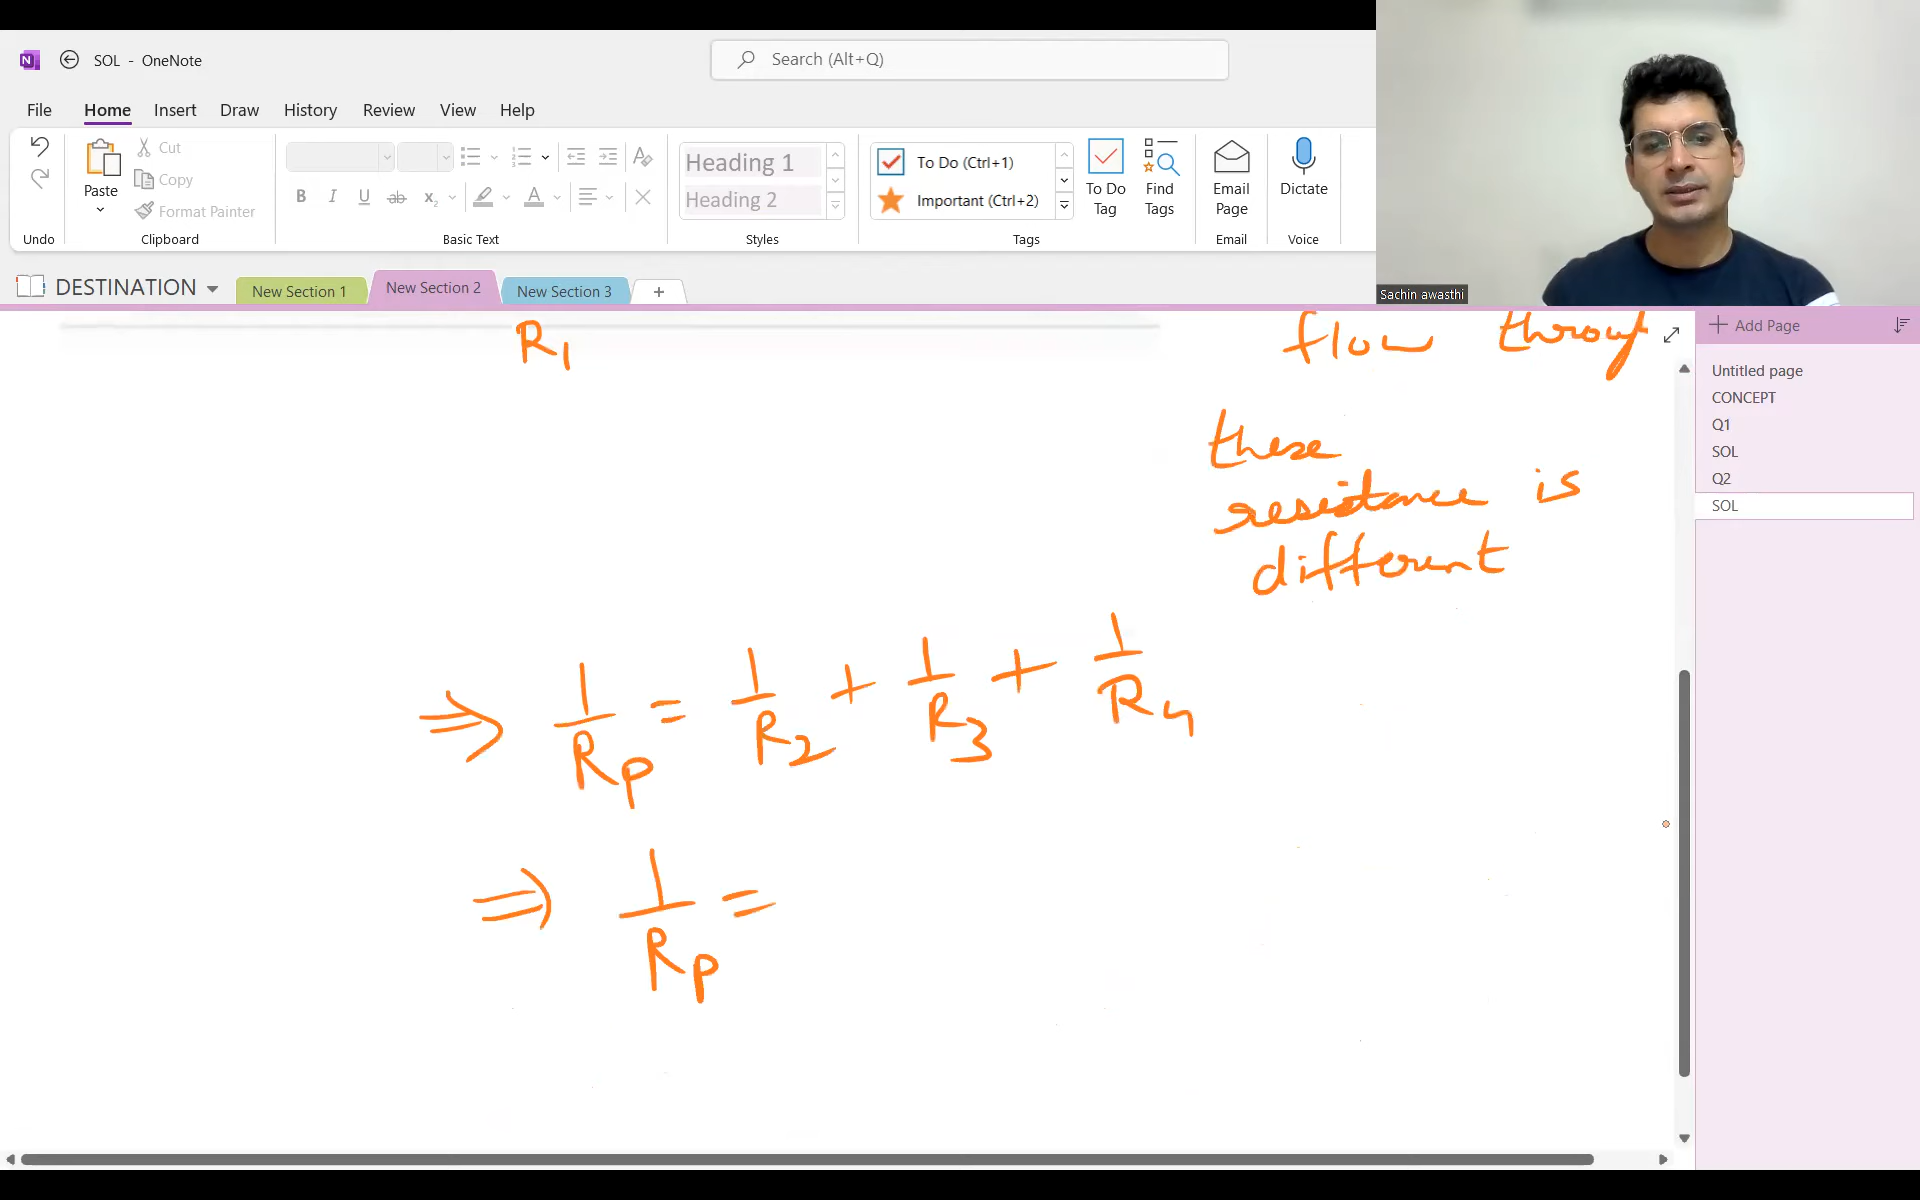 SOL - OneNote
Search (Alt+Q)
File Home Insert Draw History Review View Help
Undo
Paste
Cut
Copy
Format Painter
Clipboard
B I U ab x₂ A
Basic Text
Heading 1
Heading 2
Styles
To Do (Ctrl+1)
Important (Ctrl+2)
To Do Tag
Find Tags
Tags
Email Page
Email
Dictate
Voice
Sachin awasthi
DESTINATION
New Section 1
New Section 2
New Section 3
+
Add Page
Untitled page
CONCEPT
Q1
SOL
Q2
SOL
R₁
flow through
these
resistance is
different
⇒ 1/Rp = 1/R₂ + 1/R₃ + 1/R₄
⇒ 1/Rp =